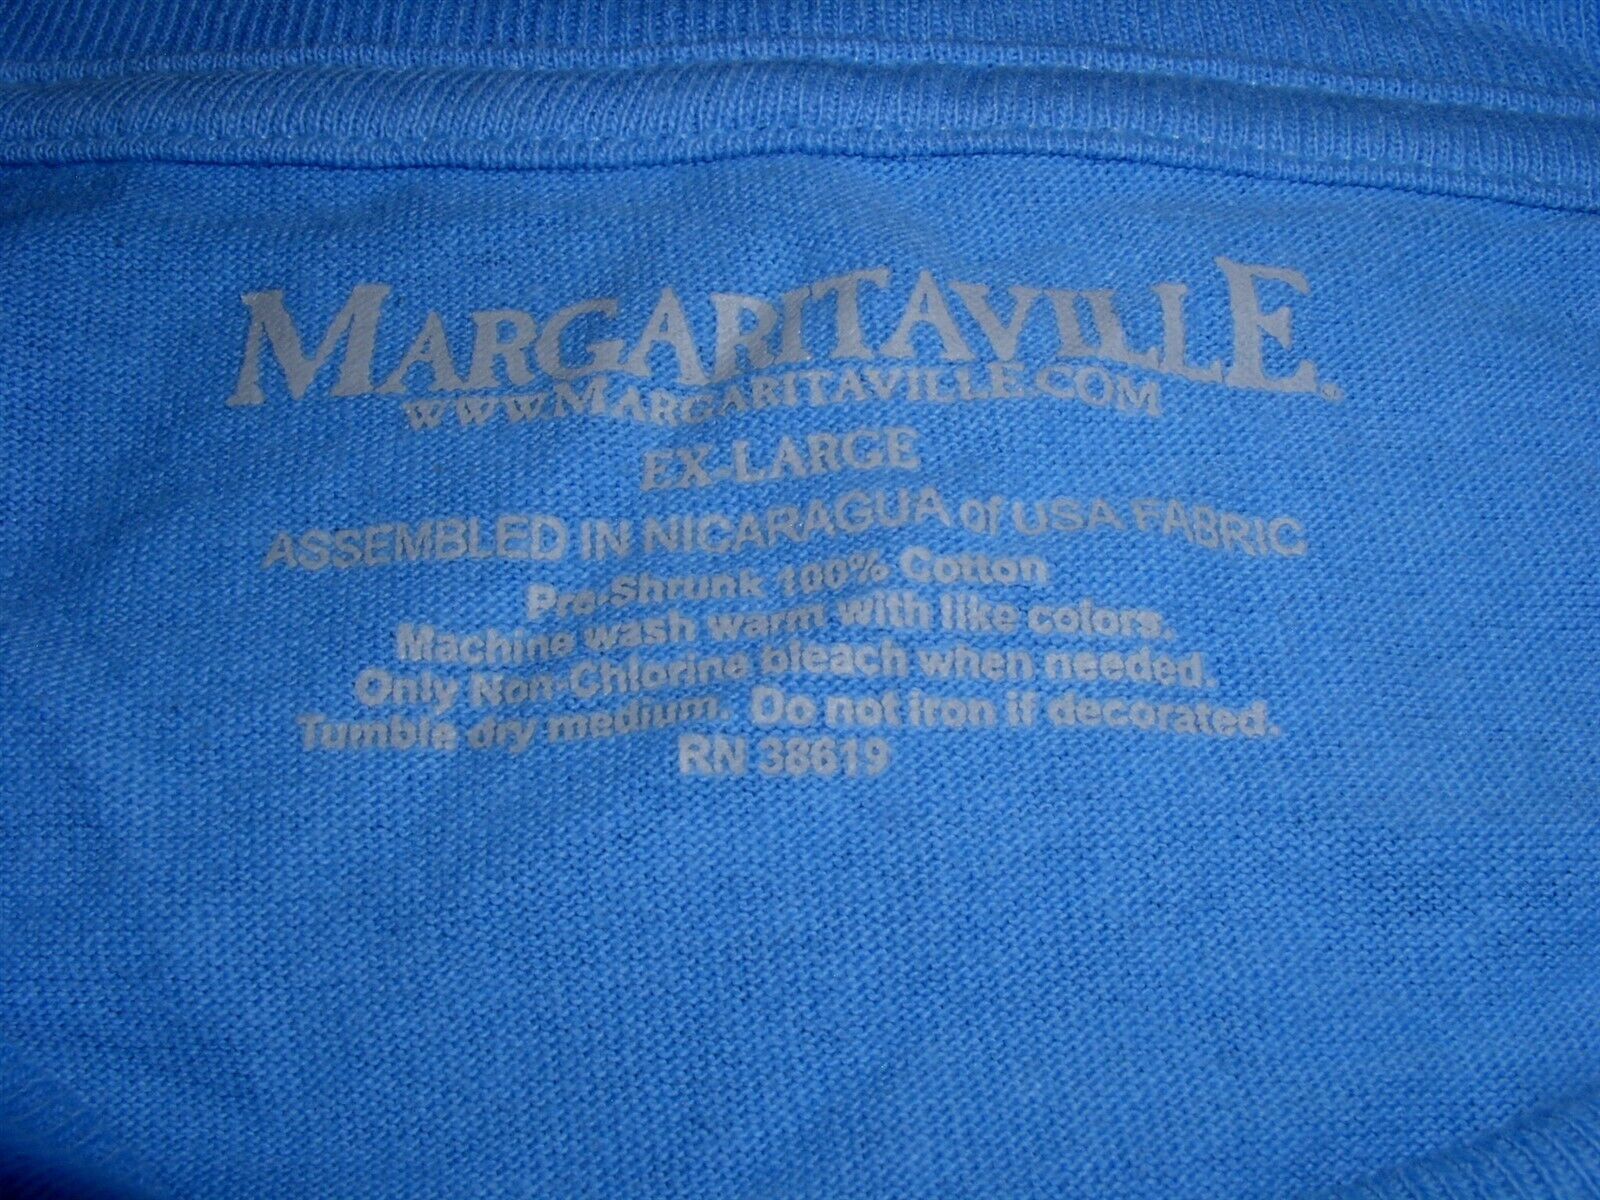 MARGARITAVILLE.
WWW.MARGARITAVILLE.COM
EX-LARGE
ASSEMBLED IN NICARAGUA of USA FABRIC
Pre-Shrunk 100% Cotton
Machine wash warm with like colors.
Only Non-Chlorine bleach when needed.
Tumble dry medium. Do not iron if decorated.
RN 38619